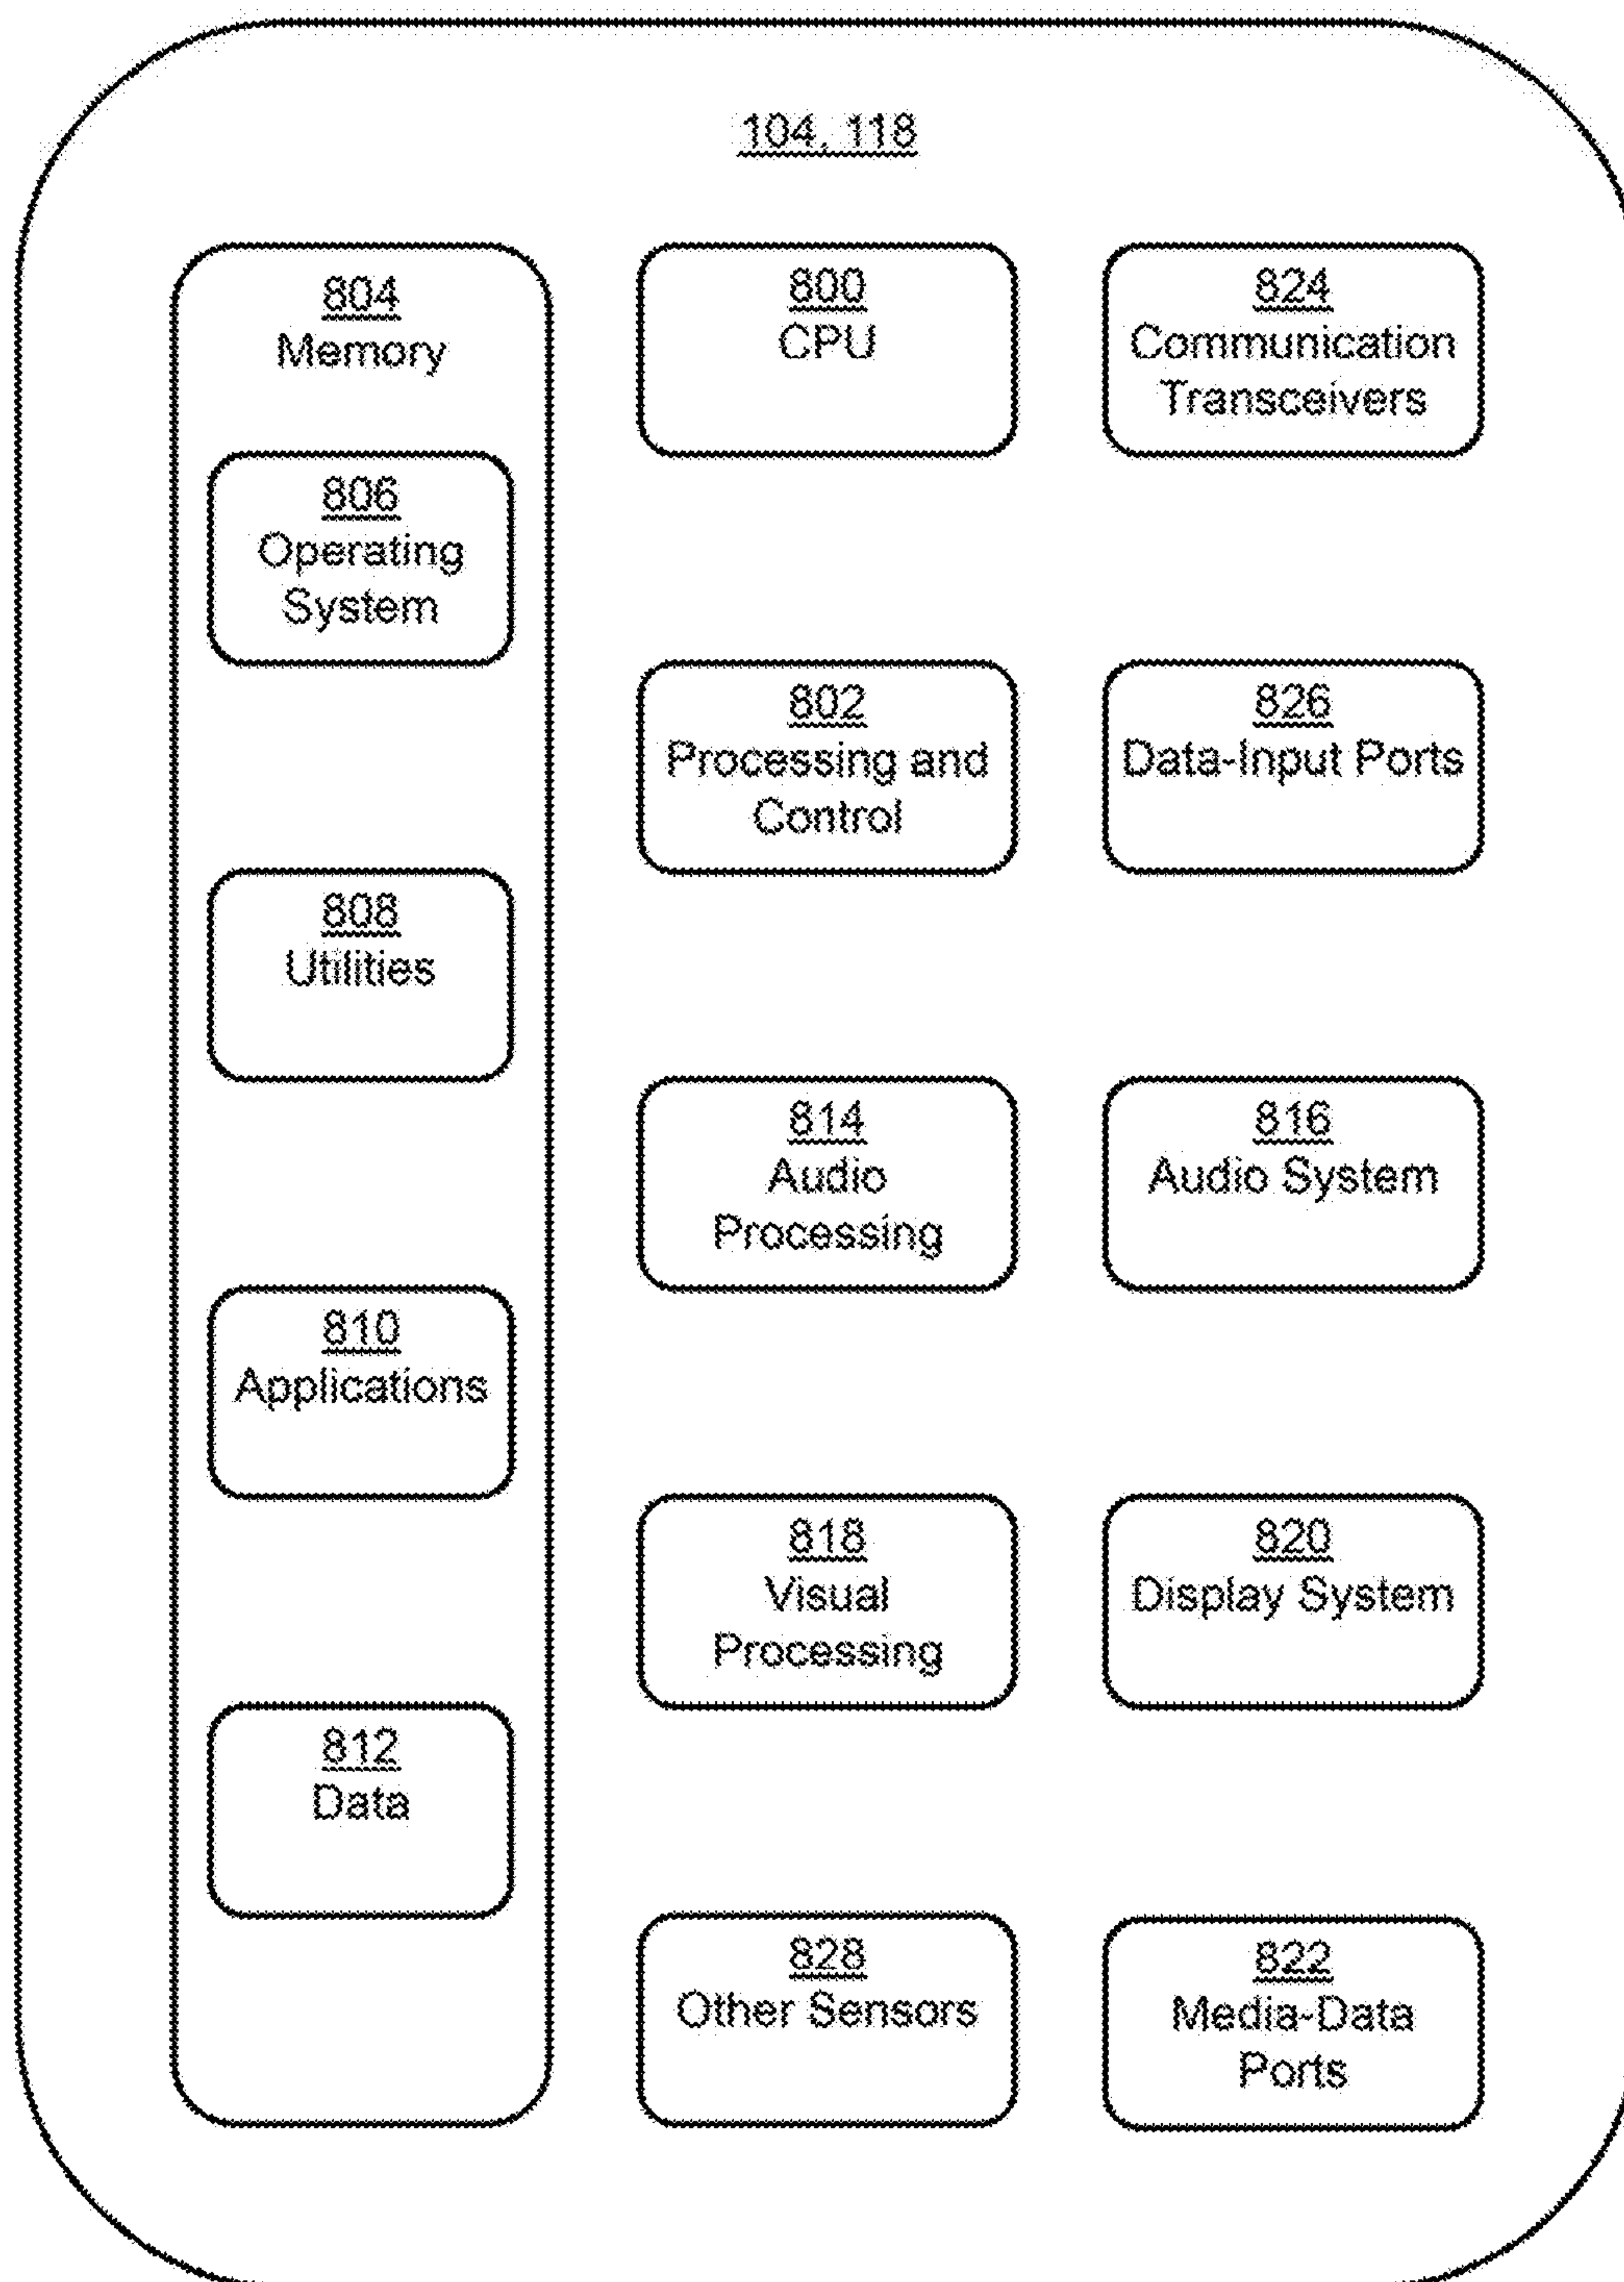 104, 118
804
Memory
806
Operating
System
808
Utilities
810
Applications
812
Data
800
CPU
802
Processing and
Control
814
Audio
Processing
818
Visual
Processing
828
Other Sensors
824
Communication
Transceivers
826
Data-Input Ports
816
Audio System
820
Display System
822
Media-Data
Ports